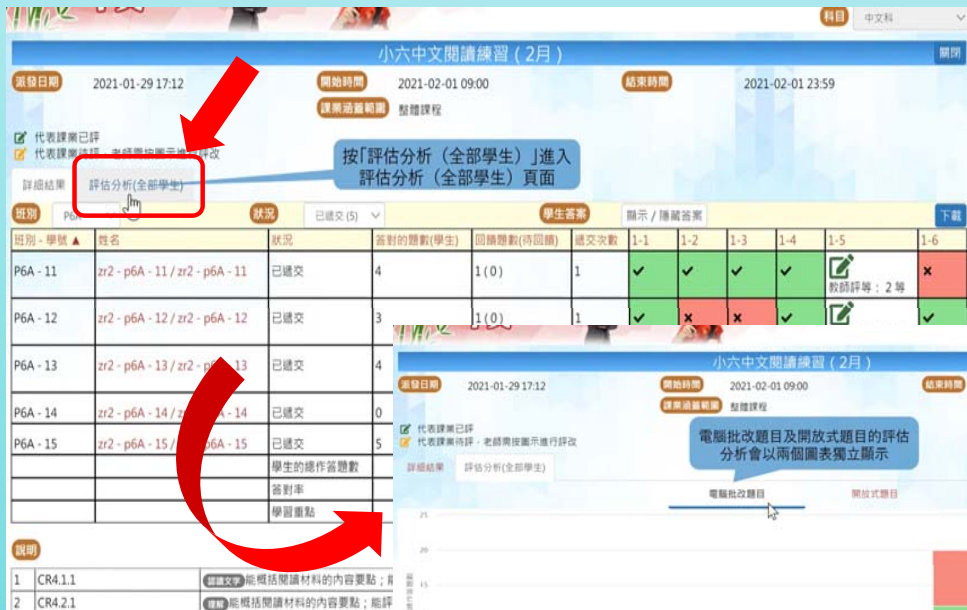 科目 中文科
小六中文閱讀練習 ( 2月 )
關閉
派發日期 2021-01-29 17:12 開始時間 2021-02-01 09:00 結束時間 2021-02-01 23:59
課業涵蓋範圍 整體課程
代表課業已評
代表課業待評 - 老師需按圖示進行評改
按「評估分析（全部學生）」進入
評估分析（全部學生）頁面
詳細結果 評估分析(全部學生)
班別 P6A 狀況 已遞交 (5) 學生答案 顯示 / 隱藏答案 下載
班別 - 學號 ▲ 姓名 狀況 答對的題數(學生) 回饋題數(待回饋) 遞交次數 1-1 1-2 1-3 1-4 1-5 1-6
P6A - 11 zr2 - p6A - 11 / zr2 - p6A - 11 已遞交 4 1 ( 0 ) 1
教師評等： 2 等
P6A - 12 zr2 - p6A - 12 / zr2 - p6A - 12 已遞交 3 1 ( 0 ) 1
P6A - 13 zr2 - p6A - 13 / zr2 - p6A - 13 已遞交 4
P6A - 14 zr2 - p6A - 14 / - 14 已遞交 0
P6A - 15 zr2 - p6A - 15 / p6A - 15 已遞交 5
學生的總作答題數
答對率
學習重點
說明
1 CR4.1.1 認讀文字 能概括閱讀材料的內容要點；
2 CR4.2.1 理解 能概括閱讀材料的內容要點；能評
小六中文閱讀練習 ( 2月 )
派發日期 2021-01-29 17:12 開始時間 2021-02-01 09:00 結束時間
課業涵蓋範圍 整體課程
代表課業已評
代表課業待評 - 老師需按圖示進行評改
電腦批改題目及開放式題目的評估
分析會以兩個圖表獨立顯示
詳細結果 評估分析(全部學生)
電腦批改題目 開放式題目
25
20
15